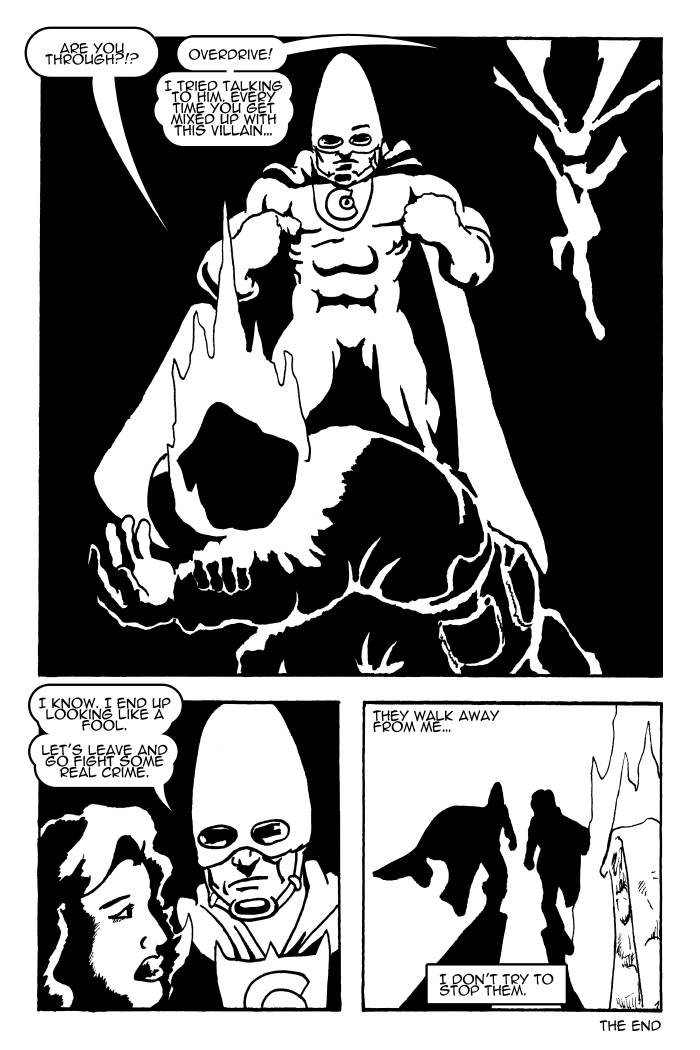 ARE YOU
THROUGH?!?
OVERDRIVE!
I TRIED TALKING
TO HIM. EVERY
TIME YOU GET
MIXED UP WITH
THIS VILLAIN...
I KNOW. I END UP
LOOKING LIKE A
FOOL.
LET'S LEAVE AND
GO FIGHT SOME
REAL CRIME.
THEY WALK AWAY
FROM ME...
I DON'T TRY TO
STOP THEM.
THE END